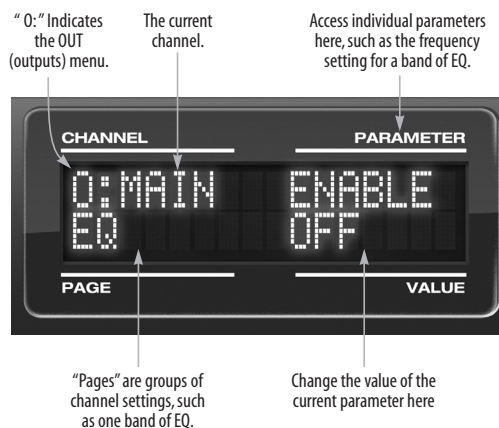 “ O:” Indicates
the OUT
(outputs) menu.
The current
channel.
Access individual parameters
here, such as the frequency
setting for a band of EQ.
CHANNEL
PARAMETER
O:MAIN ENABLE
EQ OFF
PAGE
VALUE
“Pages” are groups of
channel settings, such
as one band of EQ.
Change the value of the
current parameter here